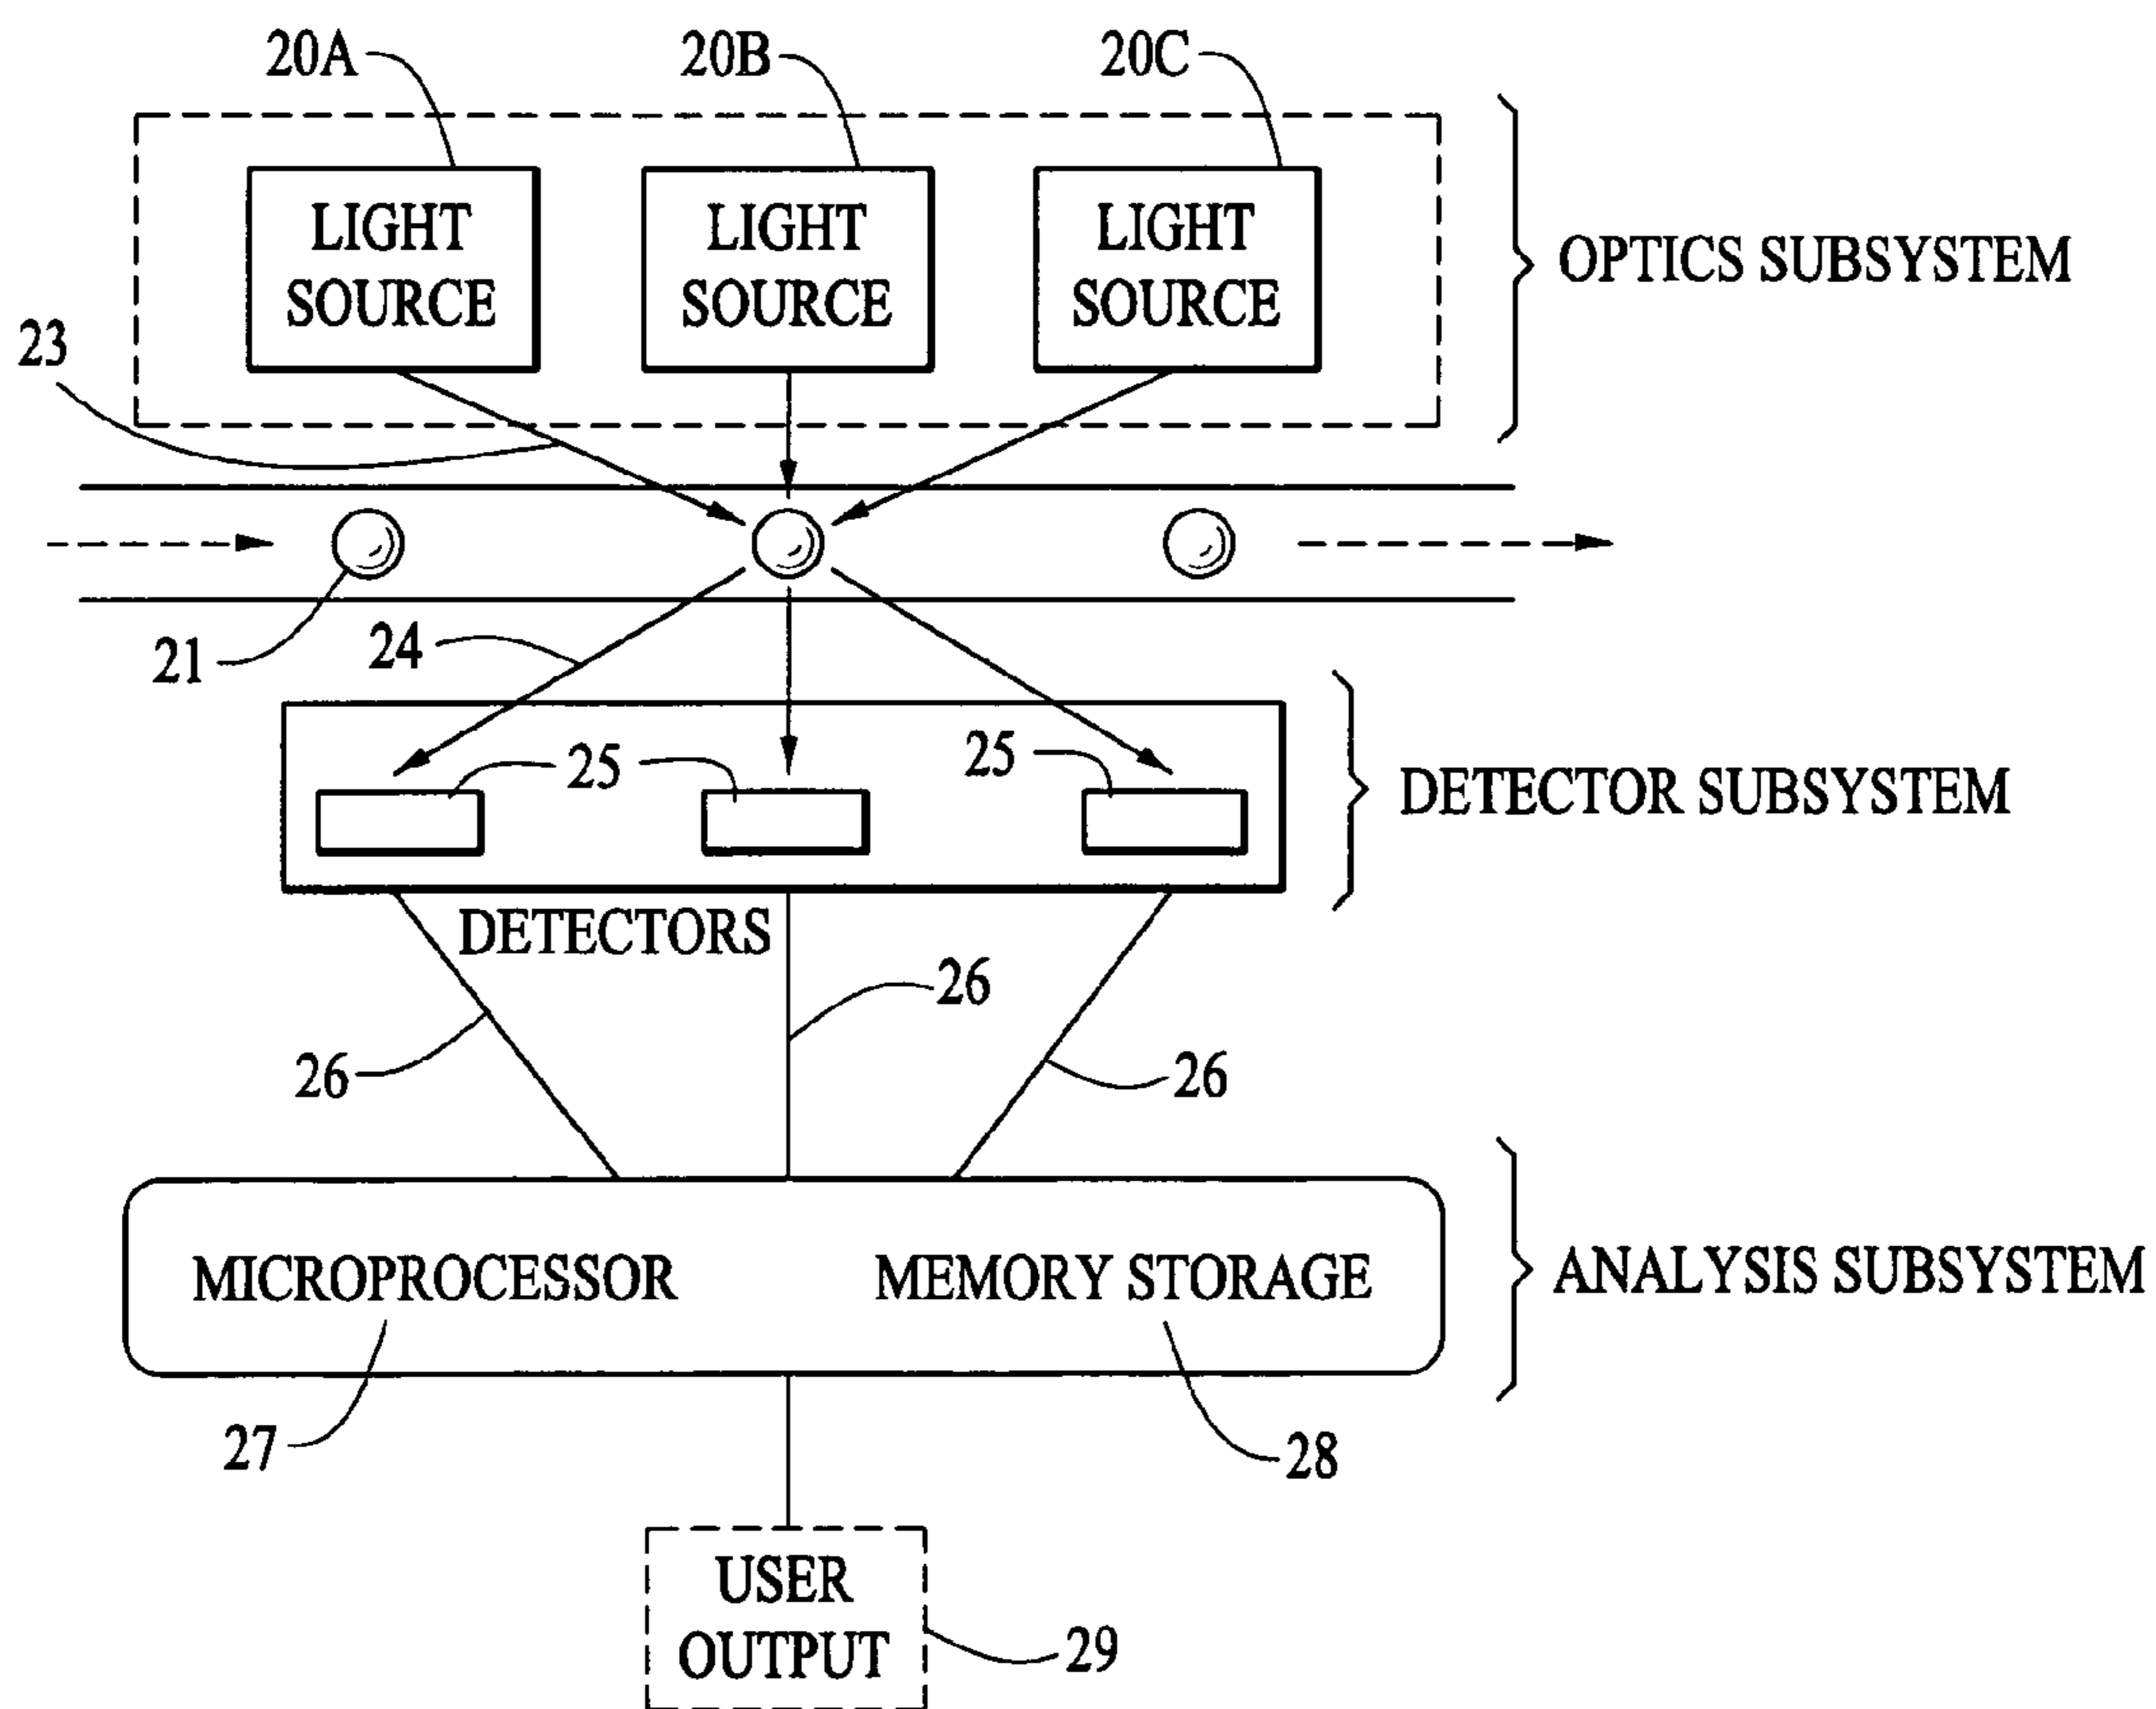 20A
20B
20C
LIGHT
SOURCE
LIGHT
SOURCE
LIGHT
SOURCE
OPTICS SUBSYSTEM
23
21
24
25
25
DETECTOR SUBSYSTEM
DETECTORS
26
26
26
MICROPROCESSOR
MEMORY STORAGE
ANALYSIS SUBSYSTEM
27
28
USER
OUTPUT
29